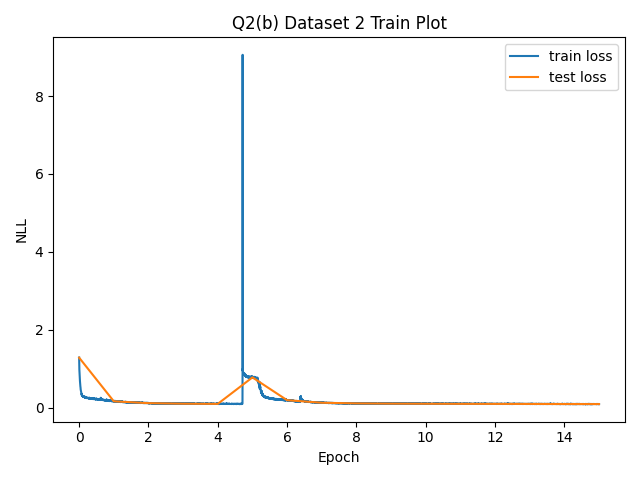 Q2(b) Dataset 2 Train Plot
train loss
test loss
8
6
4
2
0
NLL
0 2 4 6 8 10 12 14
Epoch